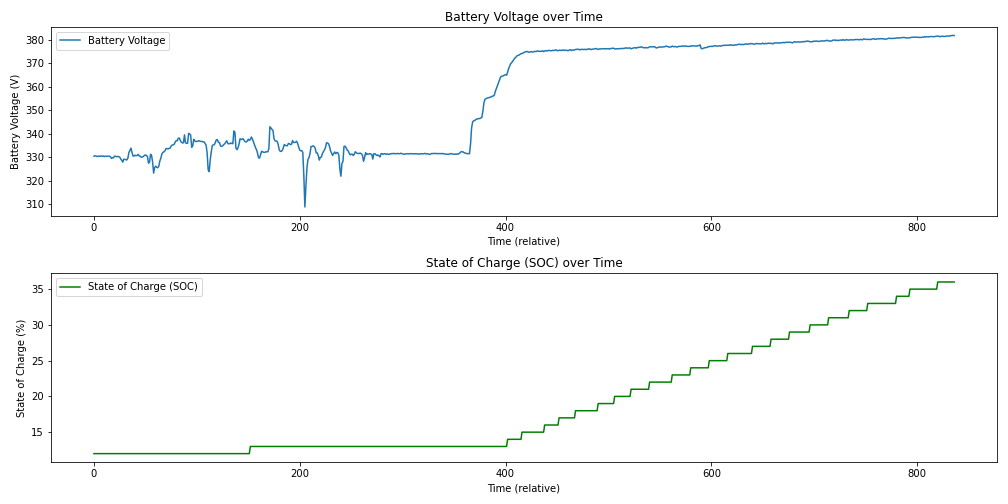 Battery Voltage over Time
Battery Voltage
380
370
360
350
340
330
320
310
Battery Voltage (V)
0 200 400 600 800
Time (relative)
State of Charge (SOC) over Time
State of Charge (SOC)
35
30
25
20
15
State of Charge (%)
0 200 400 600 800
Time (relative)